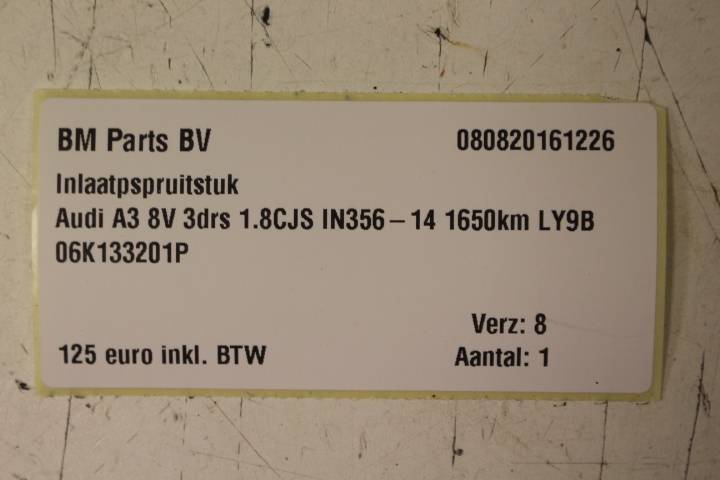 BM Parts BV 080820161226
Inlaatpspruitstuk
Audi A3 8V 3drs 1.8CJS IN356-14 1650km LY9B
06K133201P
Verz: 8
125 euro inkl. BTW Aantal: 1